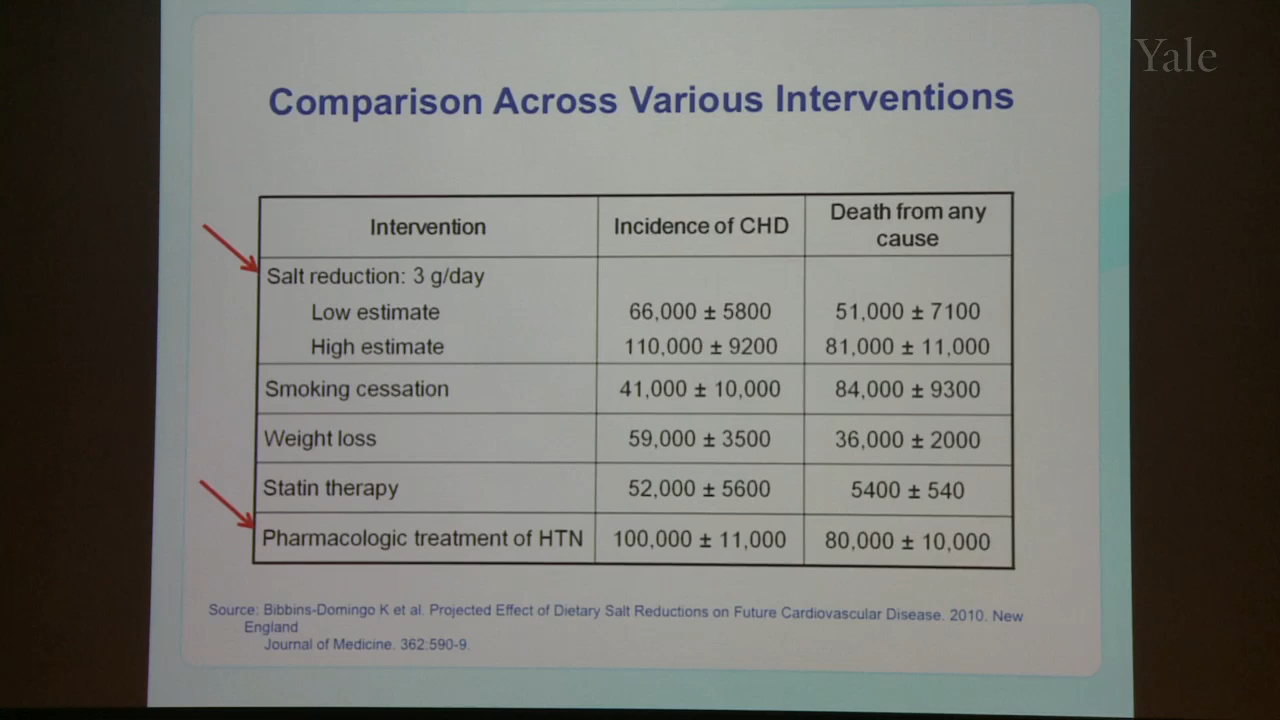 Yale
Comparison Across Various Interventions
Intervention Incidence of CHD Death from any cause
Salt reduction: 3 g/day
Low estimate 66,000 ± 5800 51,000 ± 7100
High estimate 110,000 ± 9200 81,000 ± 11,000
Smoking cessation 41,000 ± 10,000 84,000 ± 9300
Weight loss 59,000 ± 3500 36,000 ± 2000
Statin therapy 52,000 ± 5600 5400 ± 540
Pharmacologic treatment of HTN 100,000 ± 11,000 80,000 ± 10,000
Source: Bibbins-Domingo K et al. Projected Effect of Dietary Salt Reductions on Future Cardiovascular Disease. 2010. New
England
Journal of Medicine. 362:590-9.